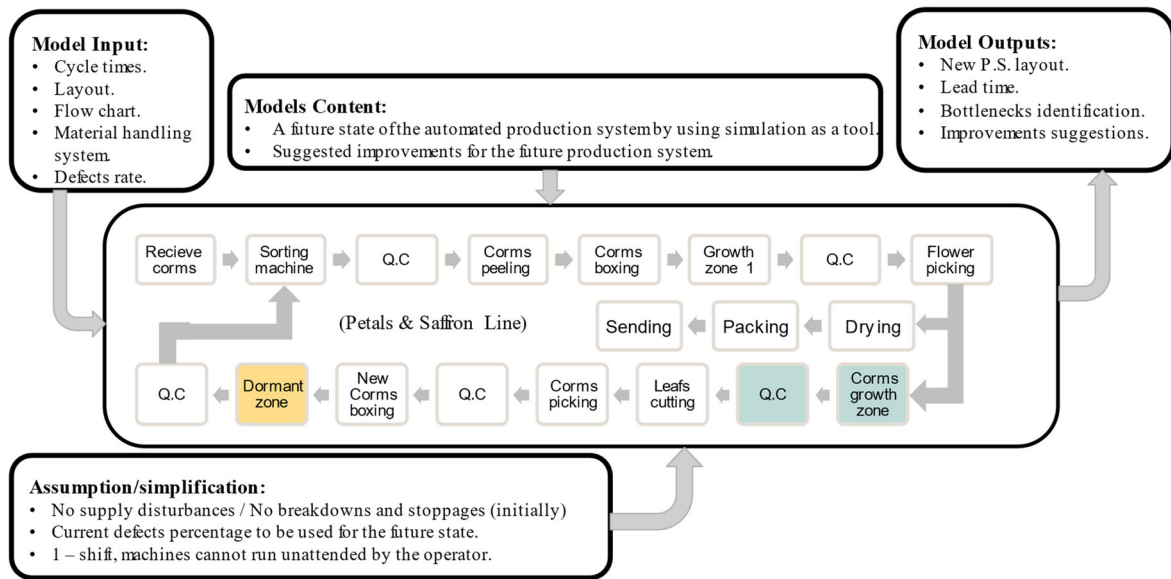 Model Input:
• Cycle times.
• Layout.
• Flow chart.
• Material handling
system.
• Defects rate.
Models Content:
• A future state of the automated production system by using simulation as a tool.
• Suggested improvements for the future production system.
Model Outputs:
• New P.S. layout.
• Lead time.
• Bottlenecks identification.
• Improvements suggestions.
Recieve
corms
Sorting
machine
Q.C
Corms
peeling
Corms
boxing
Growth
zone 1
Q.C
Flower
picking
(Petals & Saffron Line)
Sending
Packing
Drying
Q.C
Dormant
zone
New
Corms
boxing
Q.C
Corms
picking
Leafs
cutting
Q.C
Corms
growth
zone
Assumption/simplification:
• No supply disturbances / No breakdowns and stoppages (initially)
• Current defects percentage to be used for the future state.
• 1 – shift, machines cannot run unattended by the operator.